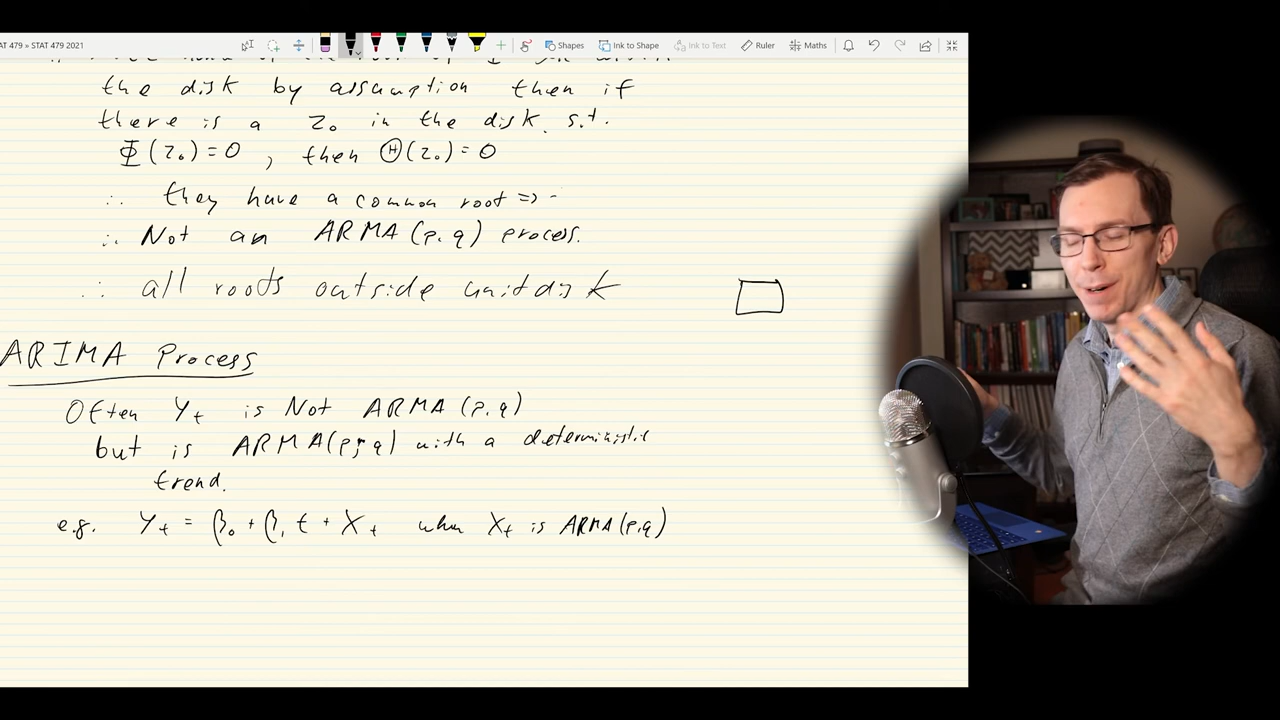 STAT 479 » STAT 479 2021
Shapes
Ink to Shape
Ink to Text
Ruler
Maths
the disk by assumption then if
there is a z₀ in the disk s.t.
Φ(z₀) = 0 , then Θ(z₀) = 0
∴ they have a common root =>
∴ Not an ARMA(p,q) process.
∴ all roots outside unit disk
ARIMA Process
Often Yₜ is Not ARMA(p,q)
but is ARMA(p,q) with a deterministic
trend.
e.g. Yₜ = β₀ + β₁ t + Xₜ when Xₜ is ARMA(p,q)